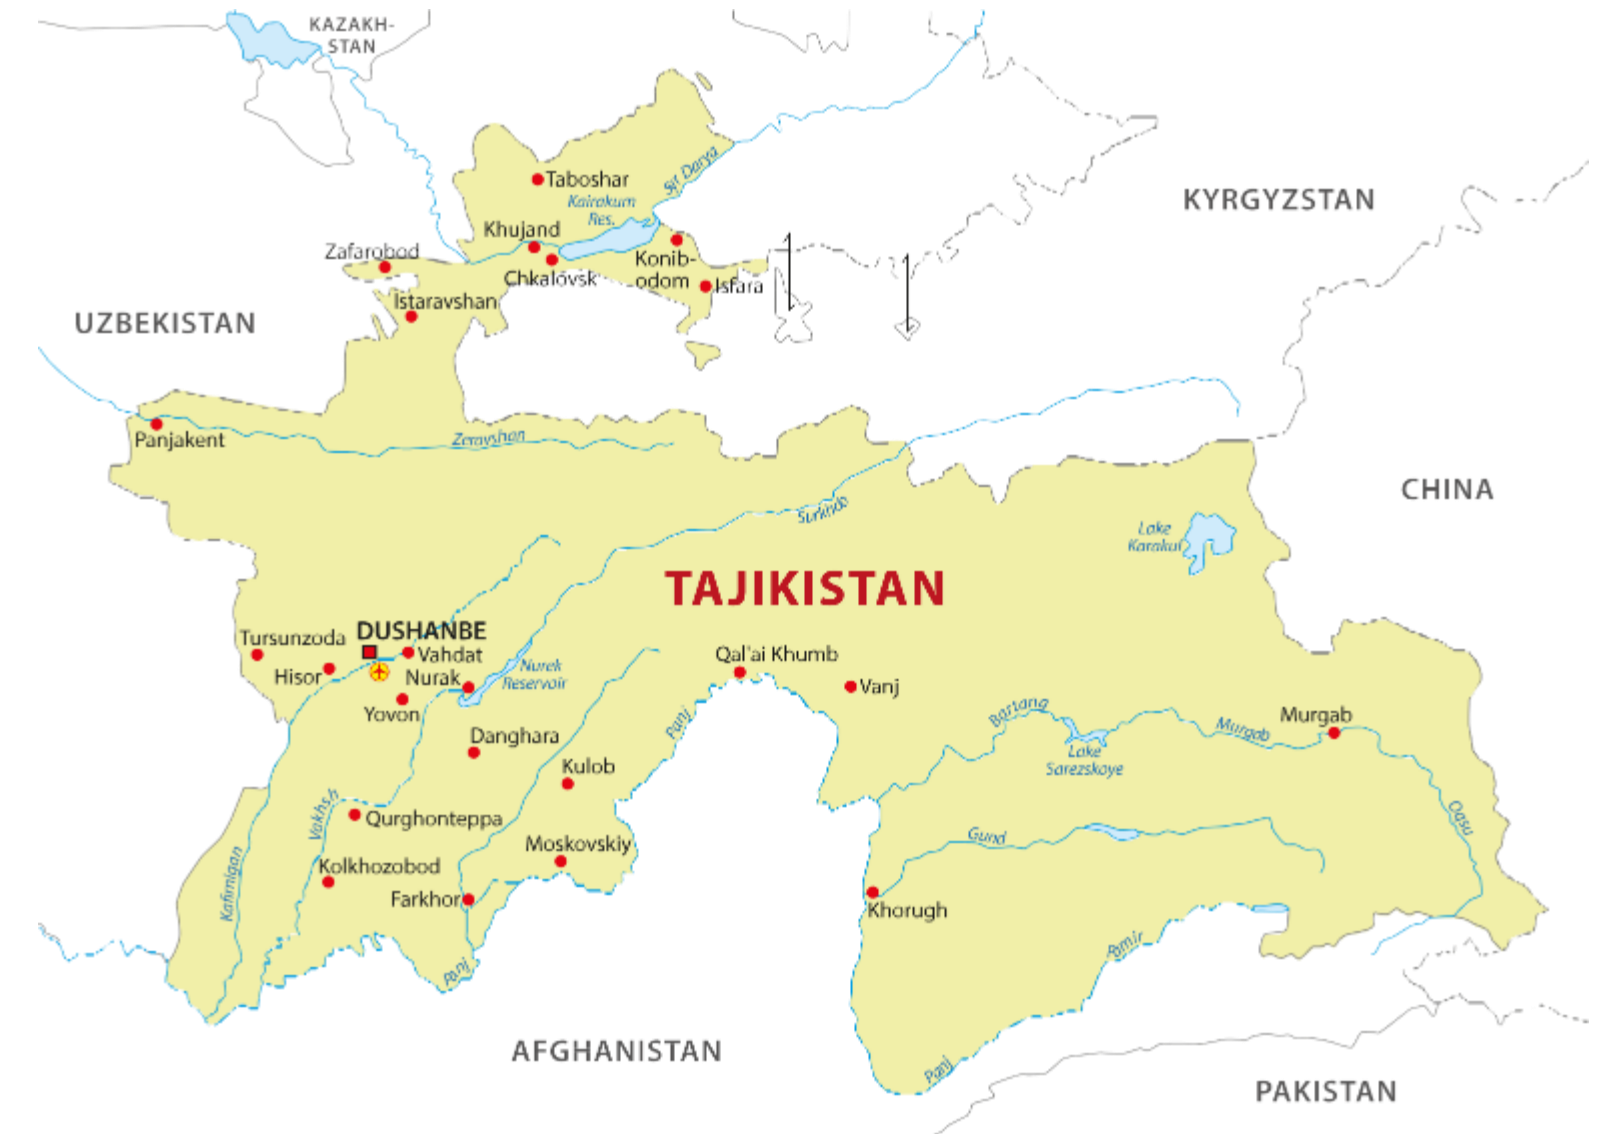 KAZAKH-
STAN
Taboshar
Syr Darya
Kairakum
Res.
KYRGYZSTAN
Khujand
Zafarobod
Konib-
odom
Chkalovsk
Isfara
Istaravshan
UZBEKISTAN
Panjakent
Zeravshan
CHINA
Surkhob
Lake
Karakul
TAJIKISTAN
DUSHANBE
Tursunzoda
Vahdat
Qal'ai Khumb
Hisor
Nurak
Nurek
Reservoir
Vanj
Yovon
Panj
Bartang
Murgab
Murgab
Danghara
Lake
Sarezskoye
Kulob
Vakhsh
Qurghonteppa
Oqsu
Gund
Moskovskiy
Kolkhozobod
Kafirnigan
Farkhor
Khorugh
Pamir
Panj
AFGHANISTAN
Panj
PAKISTAN